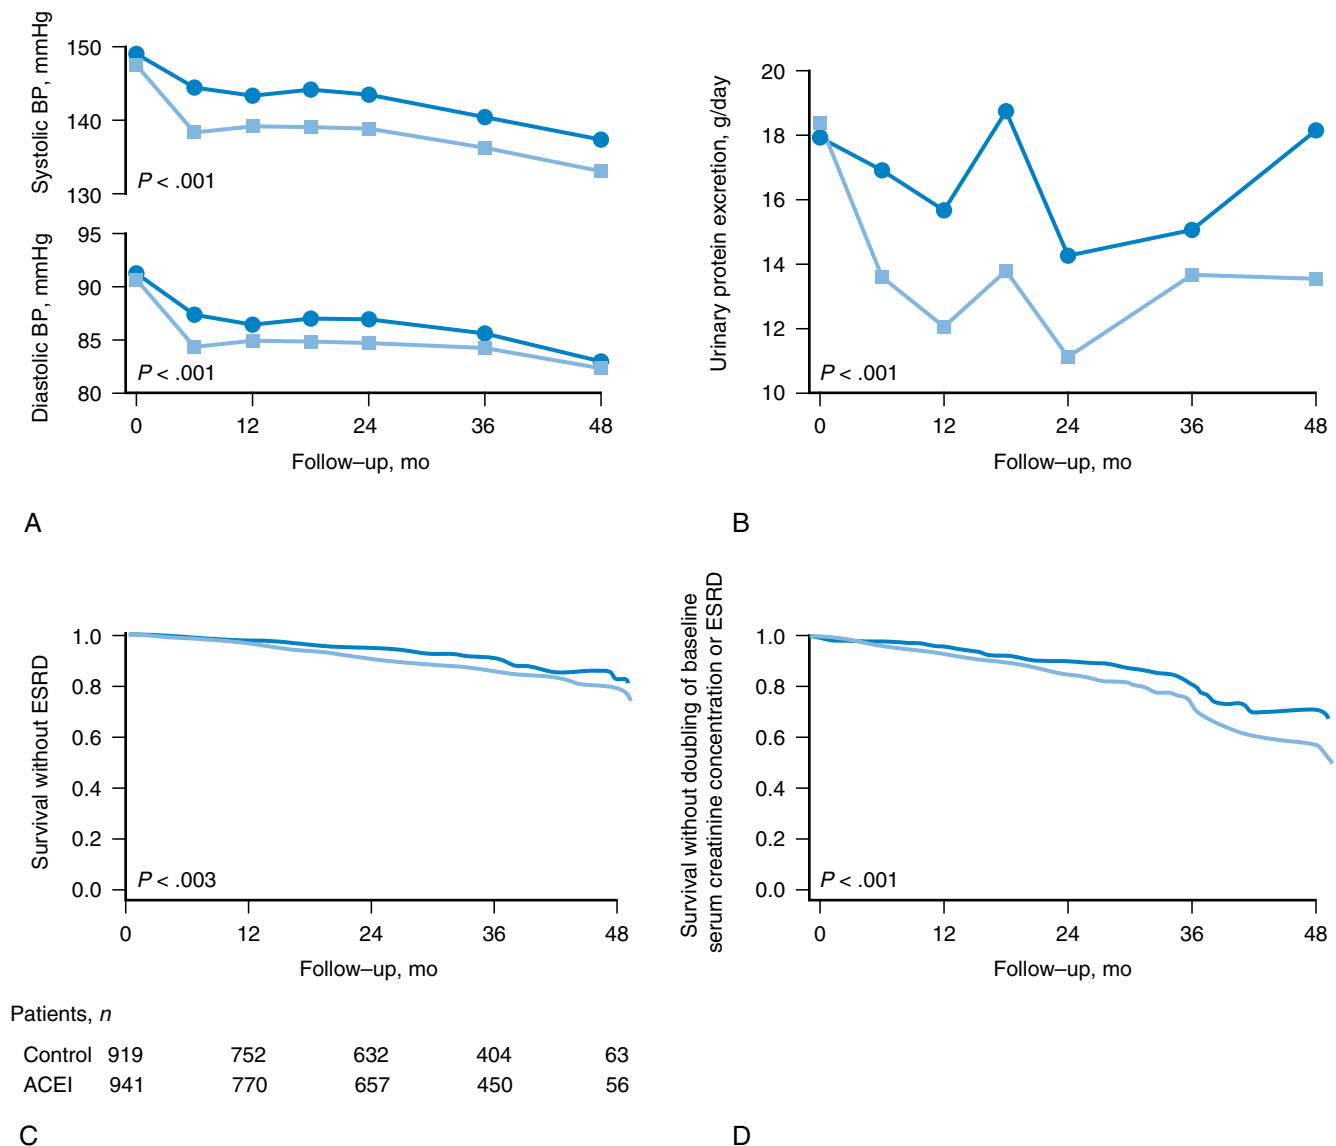 Systolic BP, mmHg
150
140
130
P < .001
Diastolic BP, mmHg
95
90
85
80
P < .001
0 12 24 36 48
Follow–up, mo
A
Urinary protein excretion, g/day
20
18
16
14
12
10
P < .001
0 12 24 36 48
Follow–up, mo
B
Survival without ESRD
1.0
0.8
0.6
0.4
0.2
0.0
P < .003
0 12 24 36 48
Follow–up, mo
Patients, n
Control 919 752 632 404 63
ACEI 941 770 657 450 56
C
Survival without doubling of baseline
serum creatinine concentration or ESRD
1.0
0.8
0.6
0.4
0.2
0.0
P < .001
0 12 24 36 48
Follow–up, mo
D